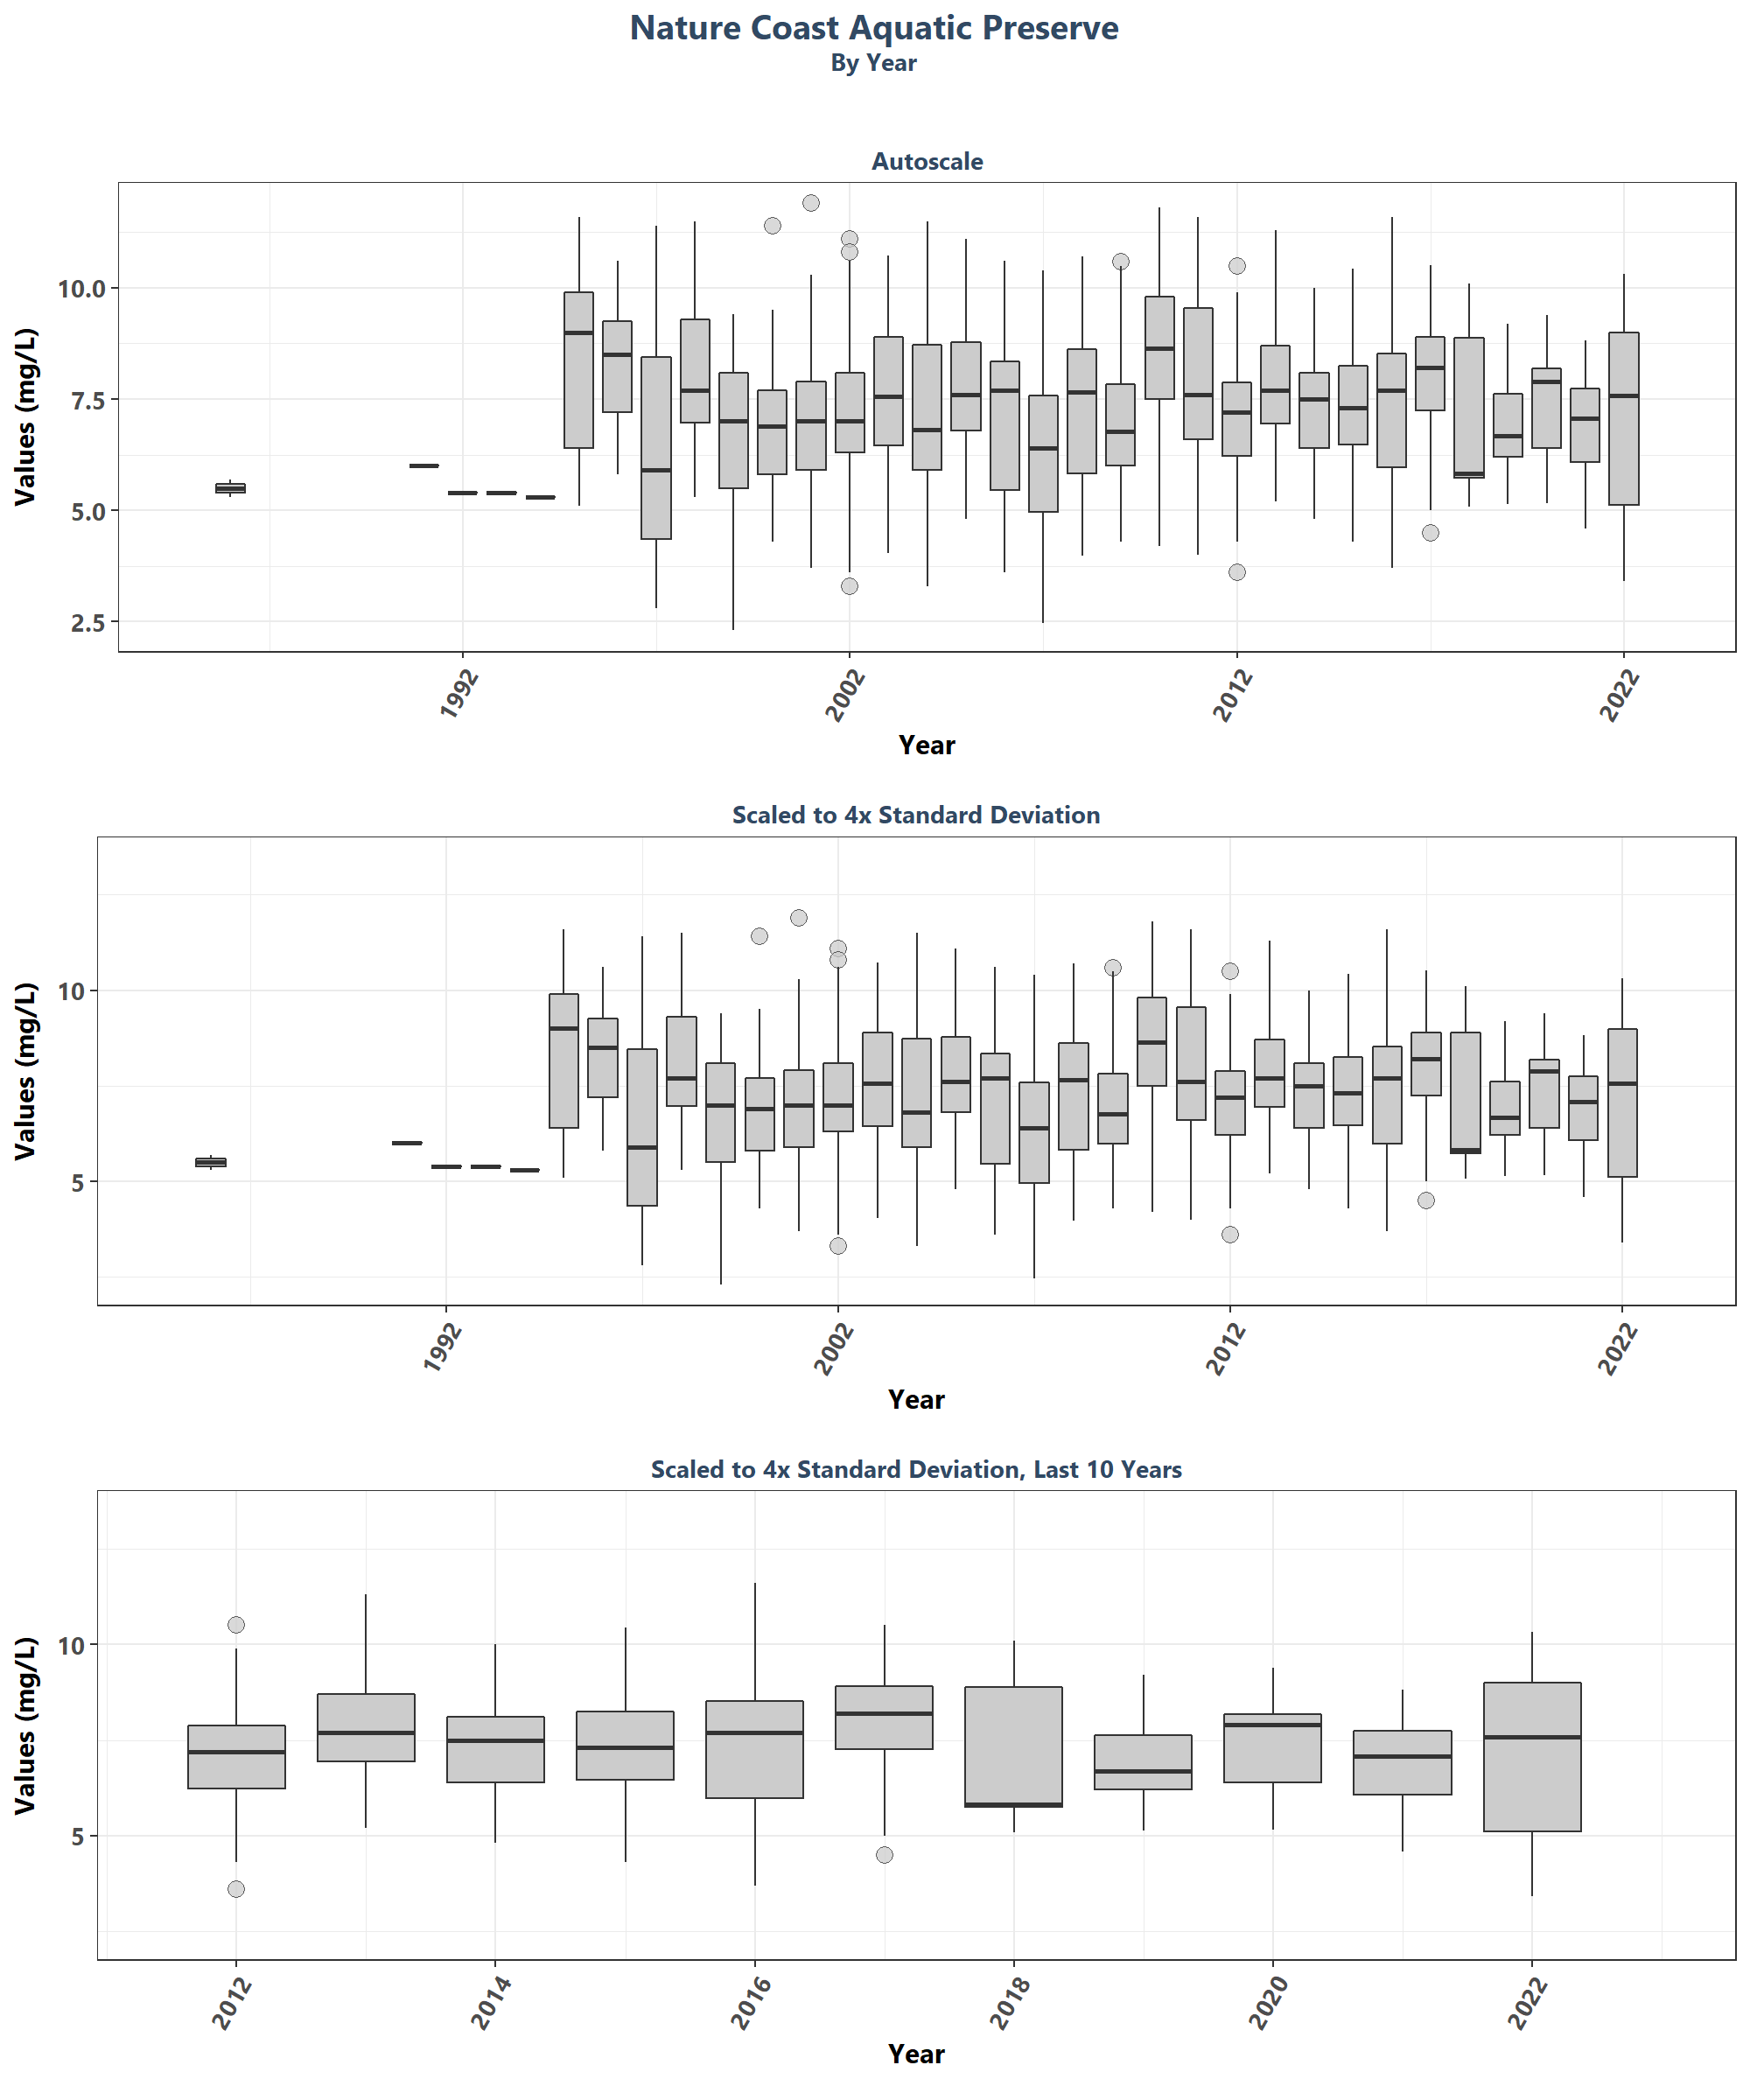 Nature Coast Aquatic Preserve
By Year
Autoscale
Values (mg/L)
10.0
7.5
5.0
2.5
1992
2002
2012
2022
Year
Scaled to 4x Standard Deviation
Values (mg/L)
10
5
1992
2002
2012
2022
Year
Scaled to 4x Standard Deviation, Last 10 Years
Values (mg/L)
10
5
2012
2014
2016
2018
2020
2022
Year